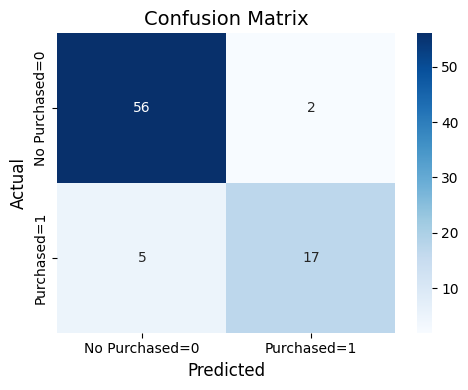 Confusion Matrix
Actual
No Purchased=0
Purchased=1
56
2
5
17
No Purchased=0
Purchased=1
Predicted
50
40
30
20
10